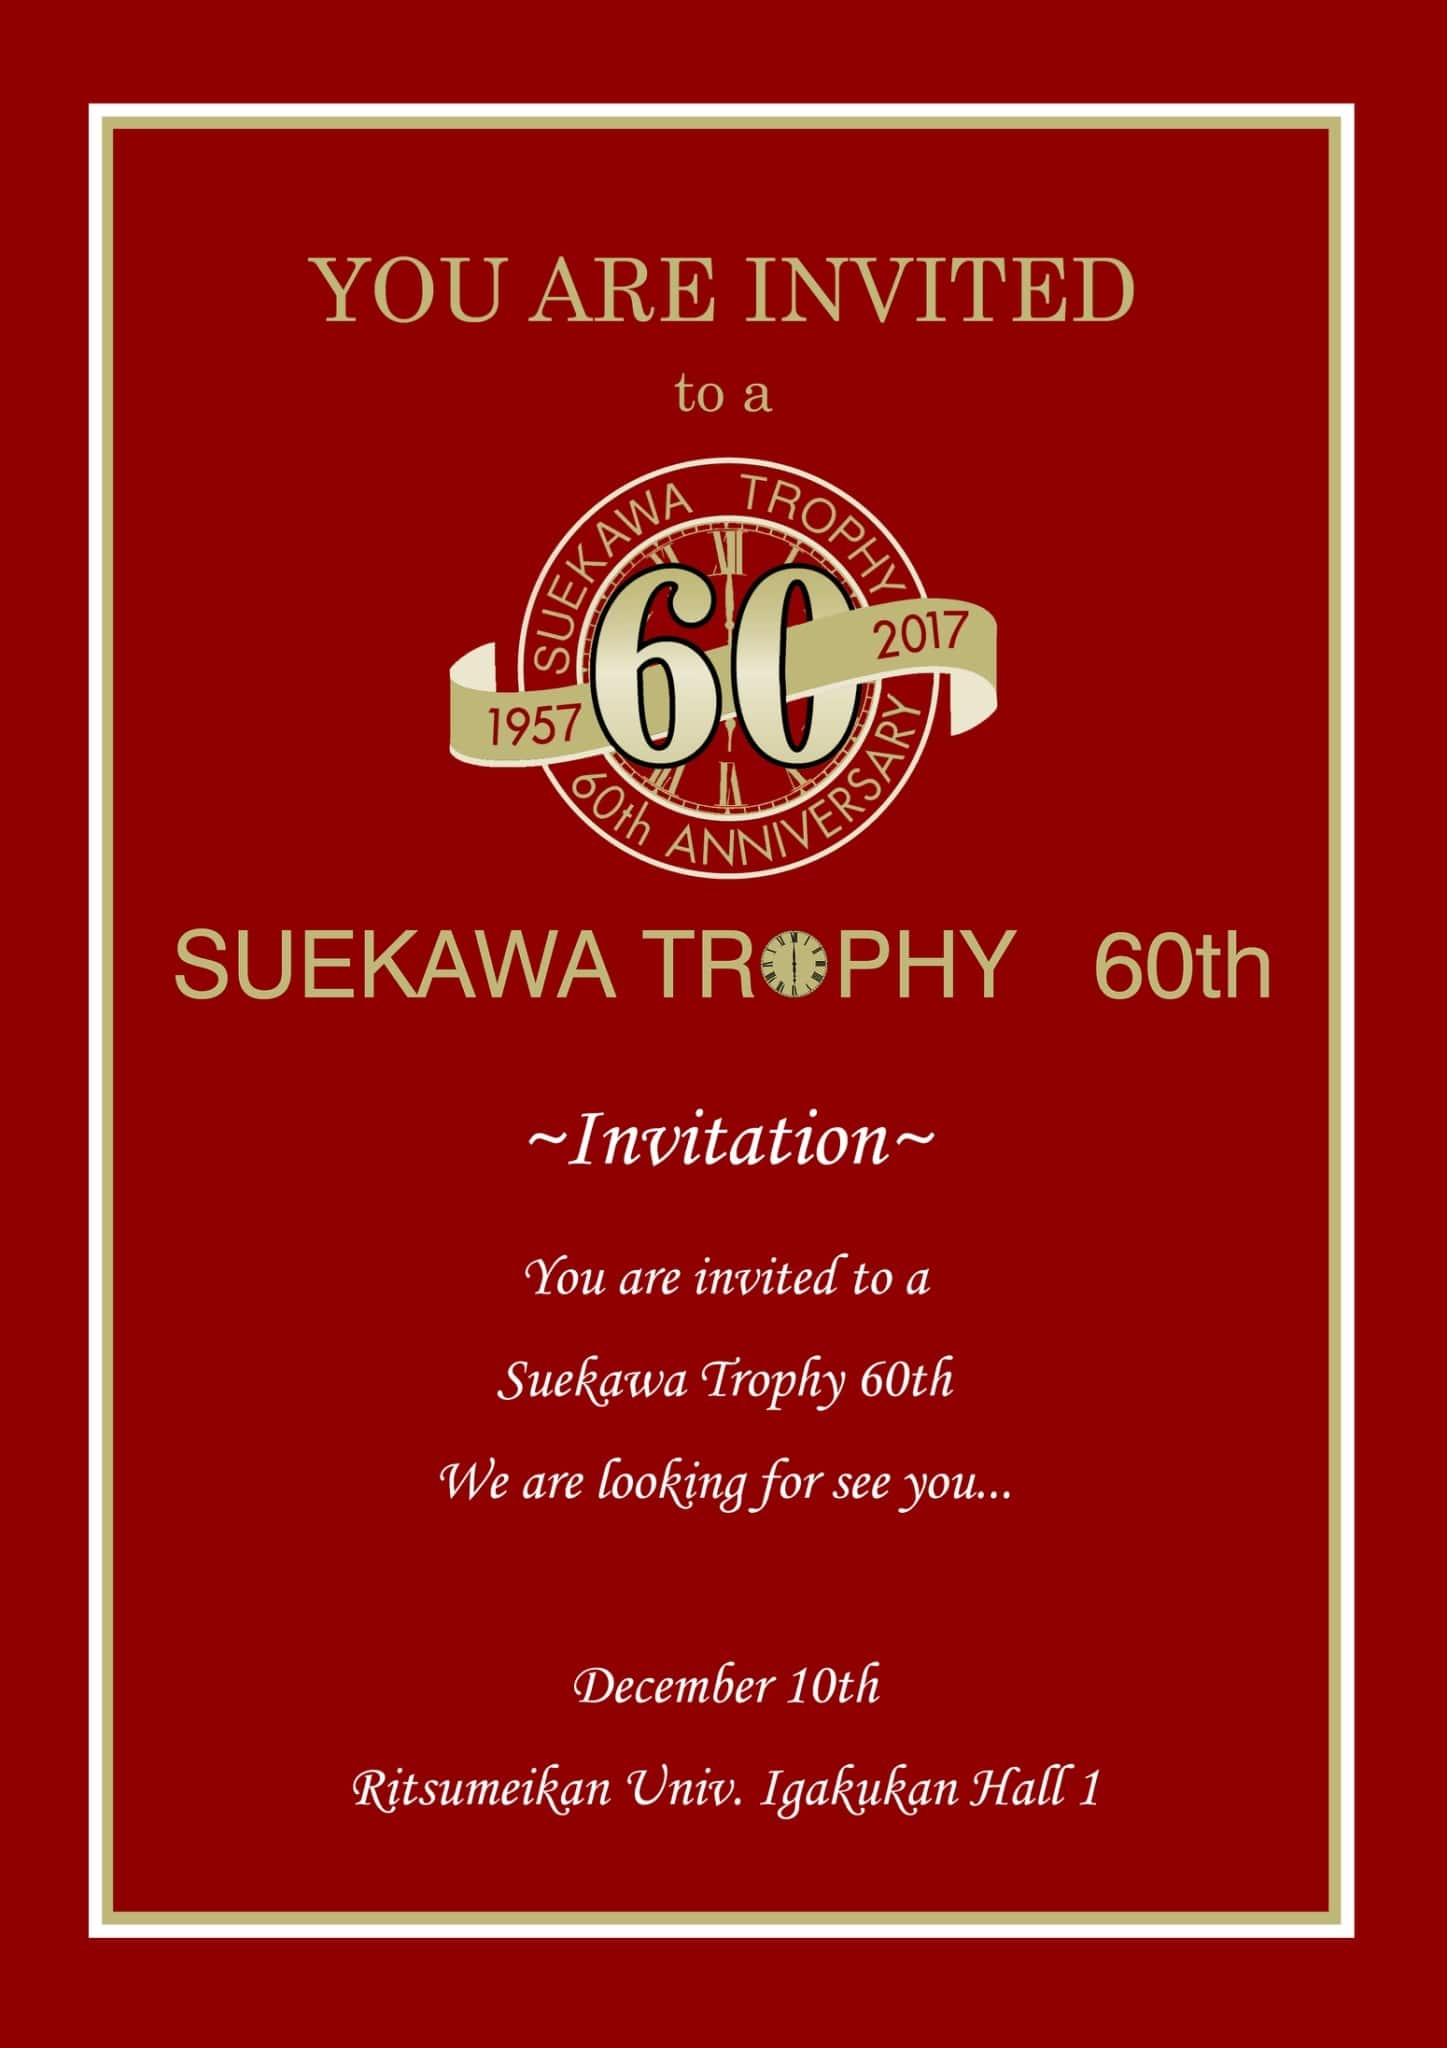 YOU ARE INVITED
to a
SUEKAWA TROPHY
60
1957
2017
60th ANNIVERSARY
SUEKAWA TROPHY 60th
~Invitation~
You are invited to a
Suekawa Trophy 60th
We are looking for see you...
December 10th
Ritsumeikan Univ. Igakukan Hall 1